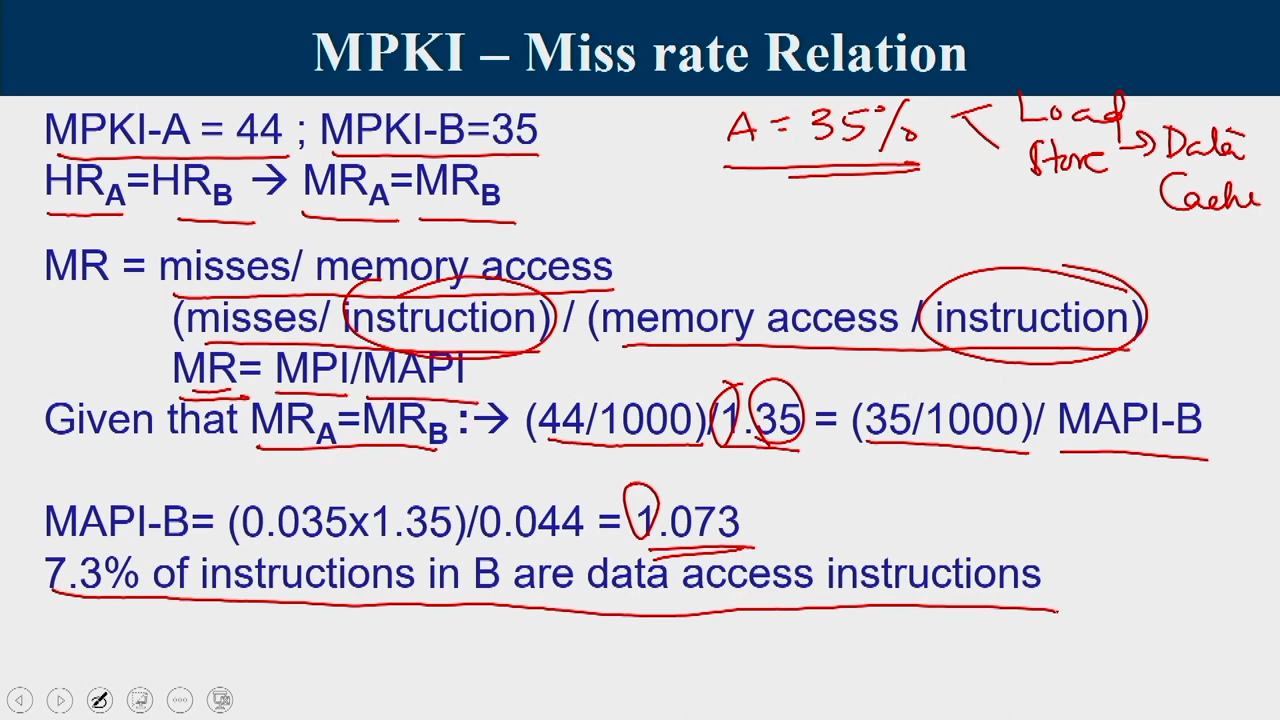 MPKI – Miss rate Relation
MPKI-A = 44 ; MPKI-B=35
A = 35% < Load
Store → Data
Cache
HRA=HRB → MRA=MRB
MR = misses/ memory access
(misses/ instruction) / (memory access / instruction)
MR= MPI/MAPI
Given that MRA=MRB :→ (44/1000)/1.35 = (35/1000)/ MAPI-B
MAPI-B= (0.035x1.35)/0.044 = 1.073
7.3% of instructions in B are data access instructions